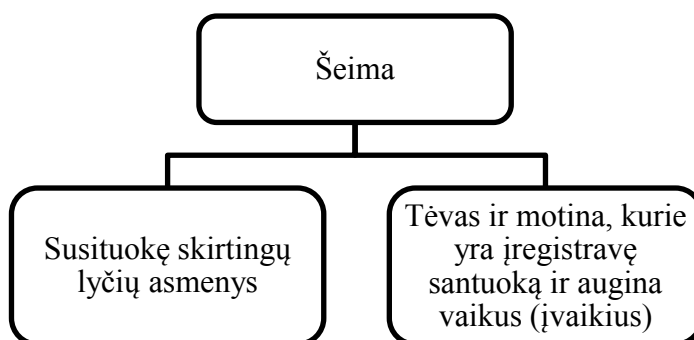 Šeima
Susituokę skirtingų
lyčių asmenys
Tėvas ir motina, kurie
yra įregistravę
santuoką ir augina
vaikus (įvaikius)